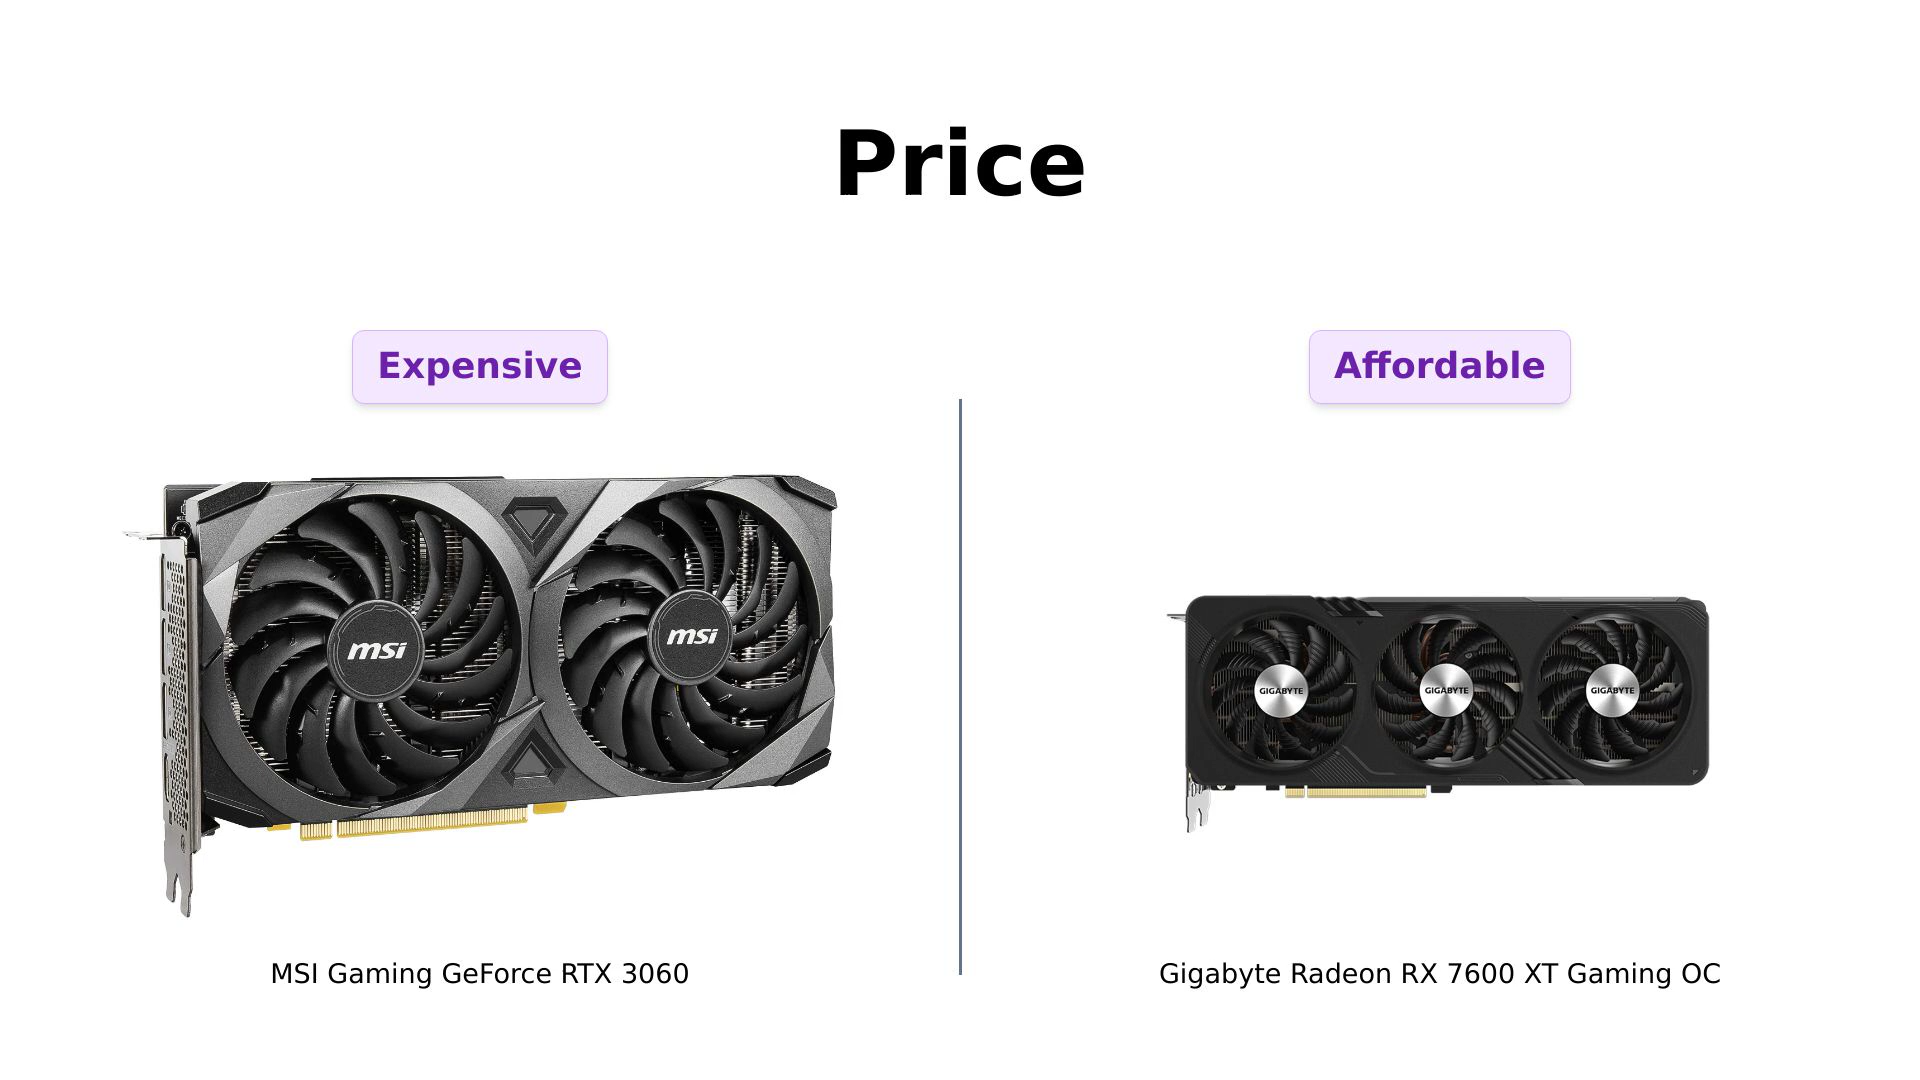 Price
Expensive
Affordable
msi
msi
GIGABYTE
GIGABYTE
GIGABYTE
MSI Gaming GeForce RTX 3060
Gigabyte Radeon RX 7600 XT Gaming OC